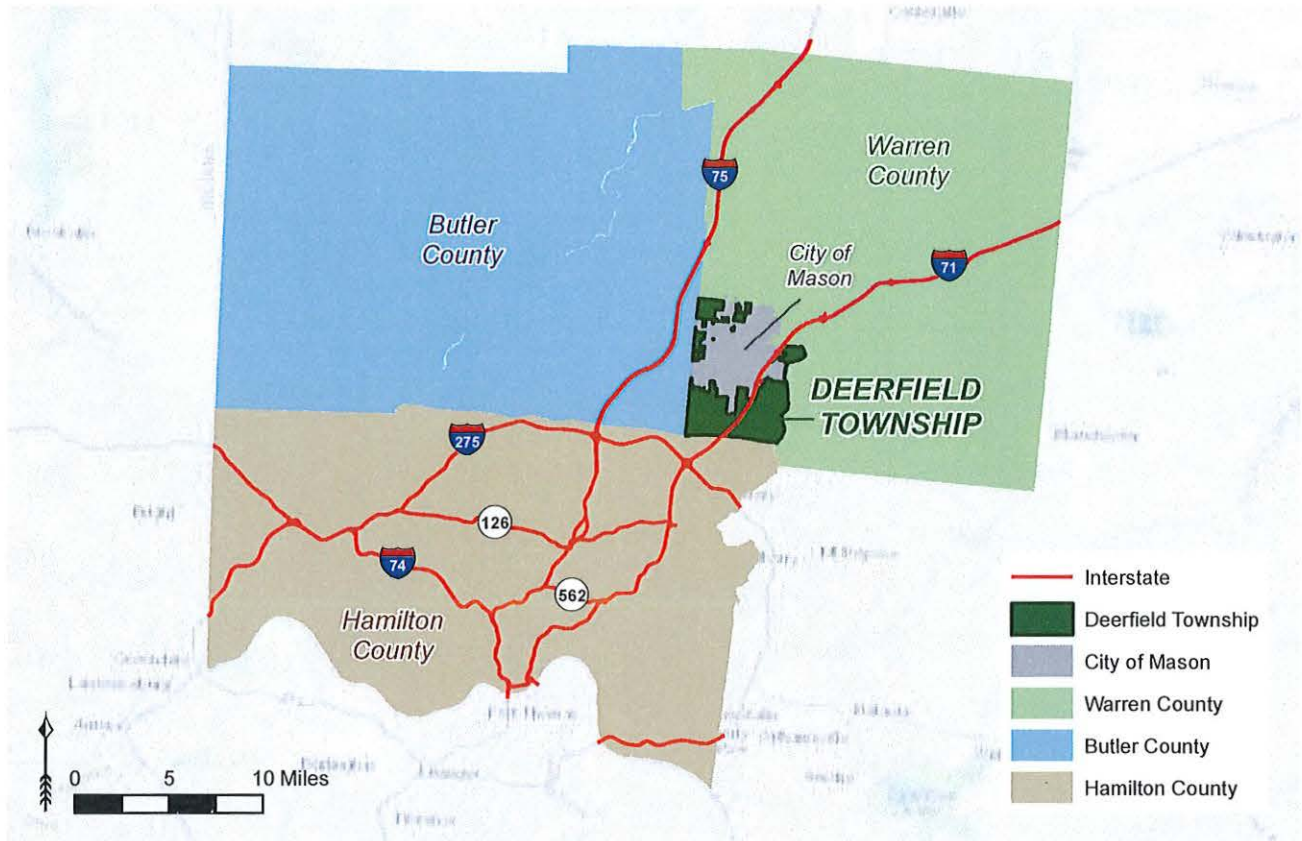 75
Warren
County
Butler
County
City of
Mason
71
DEERFIELD
TOWNSHIP
275
126
74
562
Hamilton
County
Interstate
Deerfield Township
City of Mason
Warren County
Butler County
Hamilton County
0 5 10 Miles